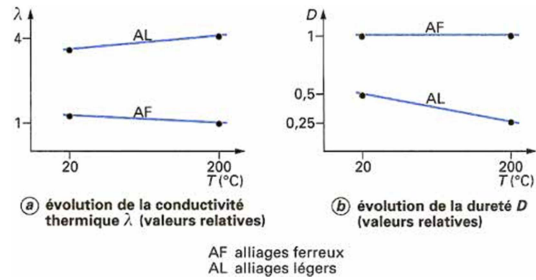 λ
4
AL
AF
1
20
200
T (°C)
ⓐ évolution de la conductivité
thermique λ (valeurs relatives)
D
1
AF
0,5
AL
0,25
20
200
T (°C)
ⓑ évolution de la dureté D
(valeurs relatives)
AF alliages ferreux
AL alliages légers